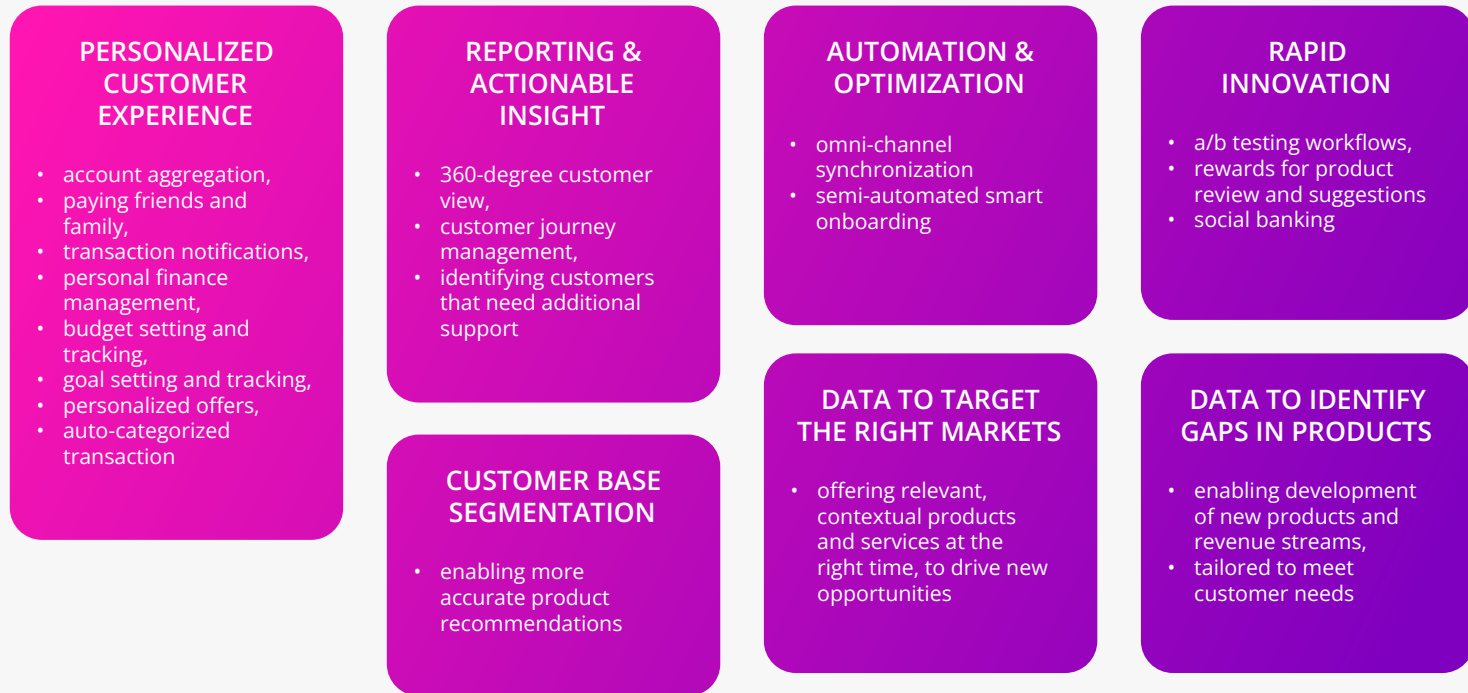 PERSONALIZED
CUSTOMER
EXPERIENCE
• account aggregation,
• paying friends and
family,
• transaction notifications,
• personal finance
management,
• budget setting and
tracking,
• goal setting and tracking,
• personalized offers,
• auto-categorized
transaction
REPORTING &
ACTIONABLE
INSIGHT
• 360-degree customer
view,
• customer journey
management,
• identifying customers
that need additional
support
CUSTOMER BASE
SEGMENTATION
• enabling more
accurate product
recommendations
AUTOMATION &
OPTIMIZATION
• omni-channel
synchronization
• semi-automated smart
onboarding
DATA TO TARGET
THE RIGHT MARKETS
• offering relevant,
contextual products
and services at the
right time, to drive new
opportunities
RAPID
INNOVATION
• a/b testing workflows,
• rewards for product
review and suggestions
• social banking
DATA TO IDENTIFY
GAPS IN PRODUCTS
• enabling development
of new products and
revenue streams,
• tailored to meet
customer needs